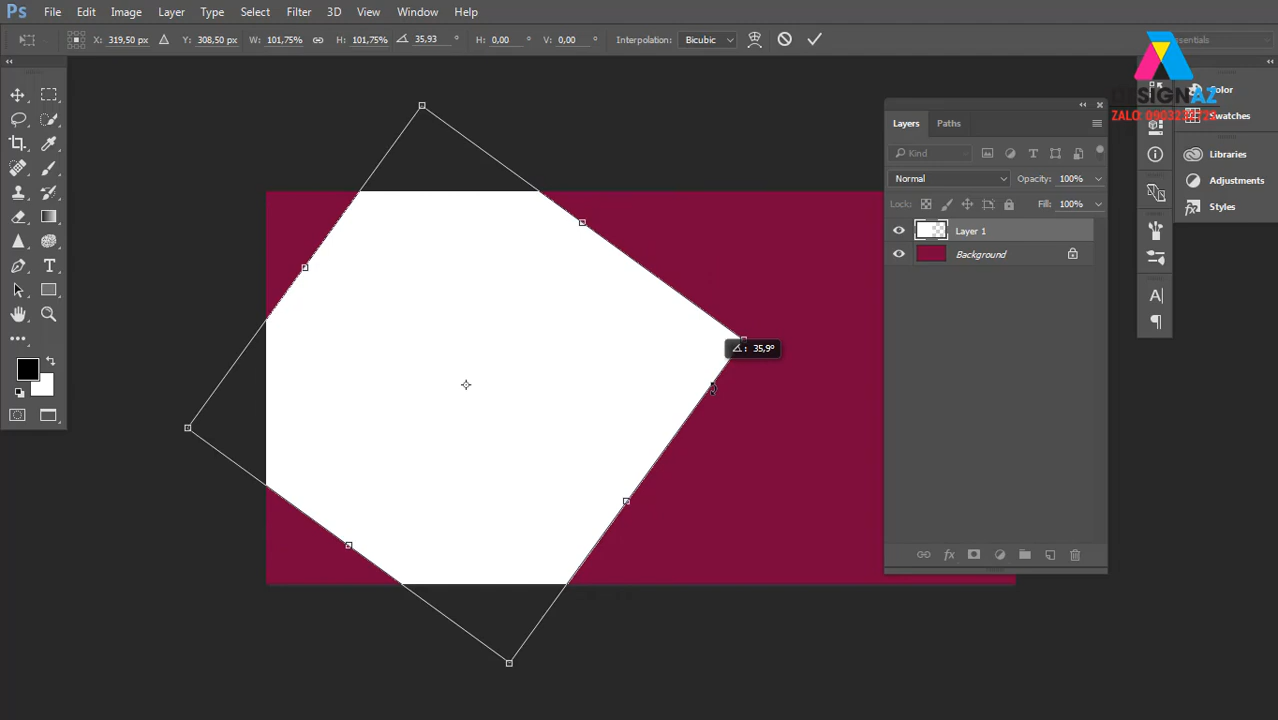 Ps File Edit Image Layer Type Select Filter 3D View Window Help
X: 319,50 px Y: 308,50 px W: 101,75% H: 101,75% 35,93 ° H: 0,00 ° V: 0,00 ° Interpolation: Bicubic
DESIGNAZ
Layers Paths
Kind
Normal Opacity: 100%
Lock: Fill: 100%
Layer 1
Background
Color
Swatches
Libraries
Adjustments
Styles
: 35,9°